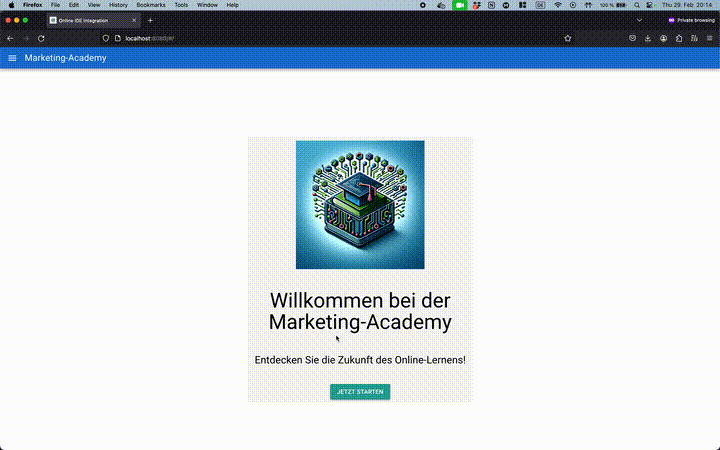 Firefox File Edit View History Bookmarks Tools Window Help
100 % Thu 29. Feb 20:14
Online IDE Integration
Private browsing
localhost:8080/#/
Marketing-Academy
Willkommen bei der
Marketing-Academy
Entdecken Sie die Zukunft des Online-Lernens!
JETZT STARTEN